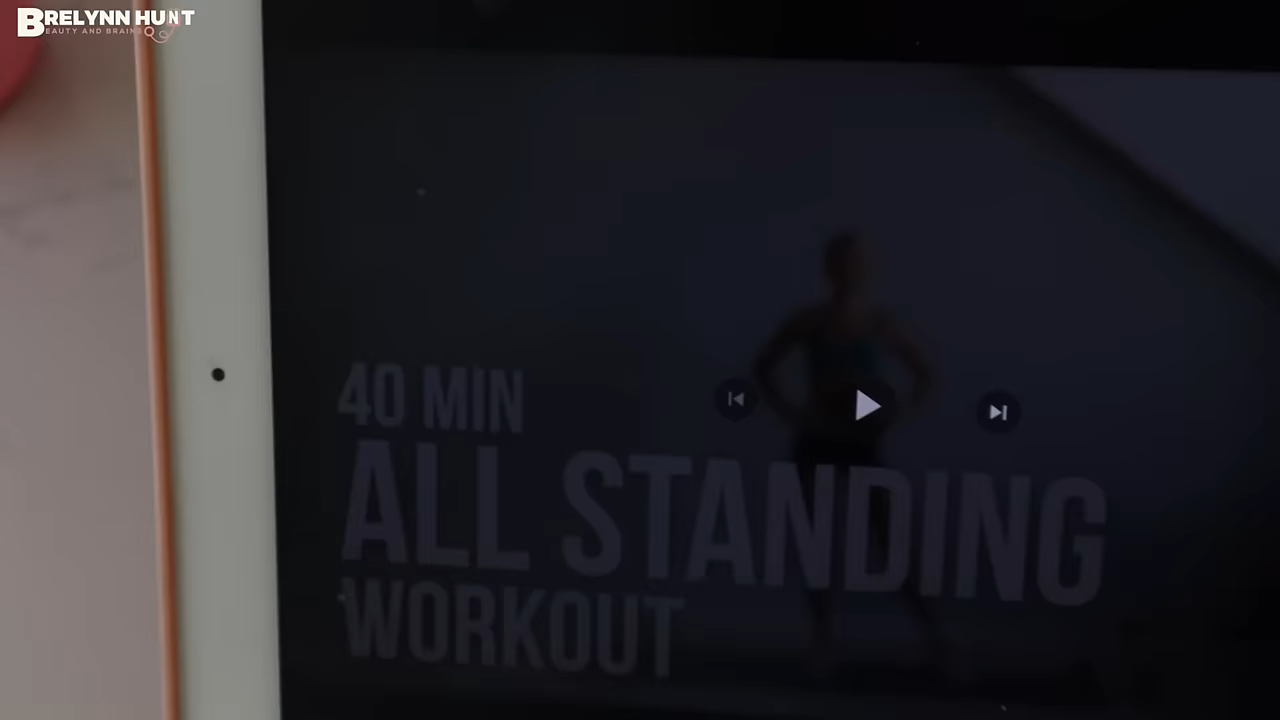 BRELYNN HUNT
BEAUTY AND BRAINS
40 MIN
ALL STANDING
WORKOUT